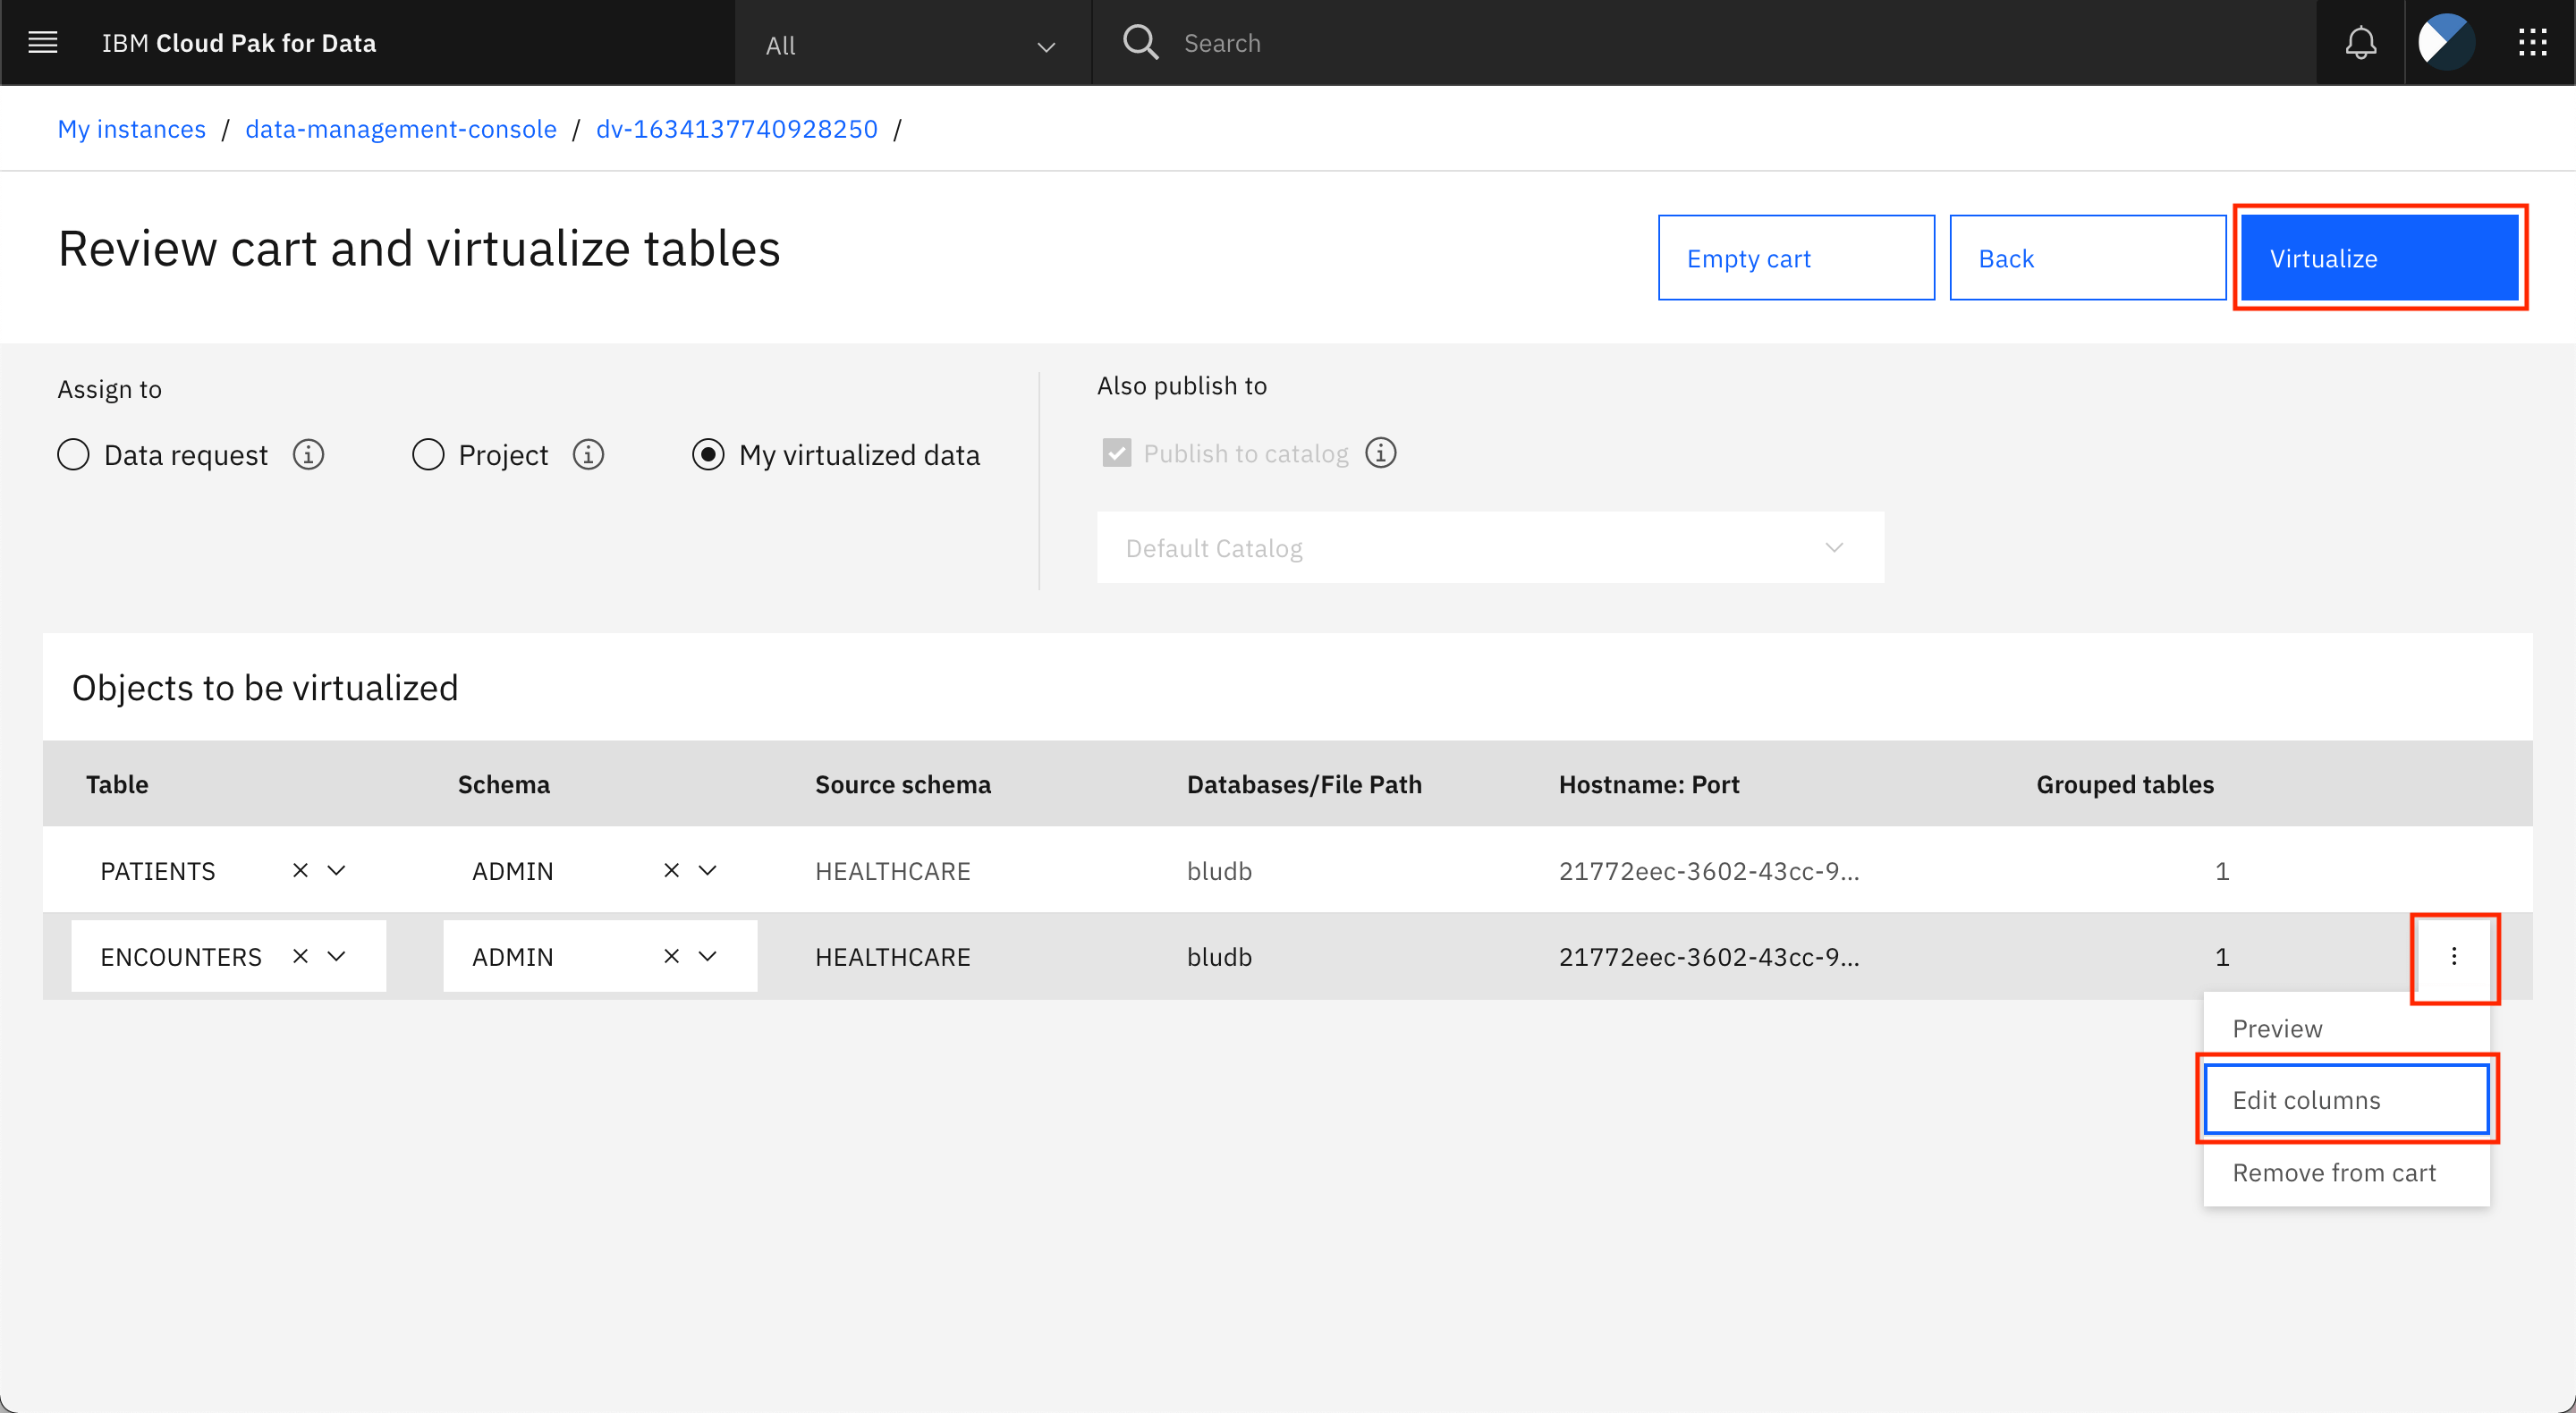 IBM Cloud Pak for Data
All
Search
My instances / data-management-console / dv-1634137740928250 /
Review cart and virtualize tables
Empty cart
Back
Virtualize
Assign to
Data request
Project
My virtualized data
Also publish to
Publish to catalog
Default Catalog
Objects to be virtualized
Table Schema Source schema Databases/File Path Hostname: Port Grouped tables
PATIENTS ADMIN HEALTHCARE bludb 21772eec-3602-43cc-9... 1
ENCOUNTERS ADMIN HEALTHCARE bludb 21772eec-3602-43cc-9... 1
Preview
Edit columns
Remove from cart